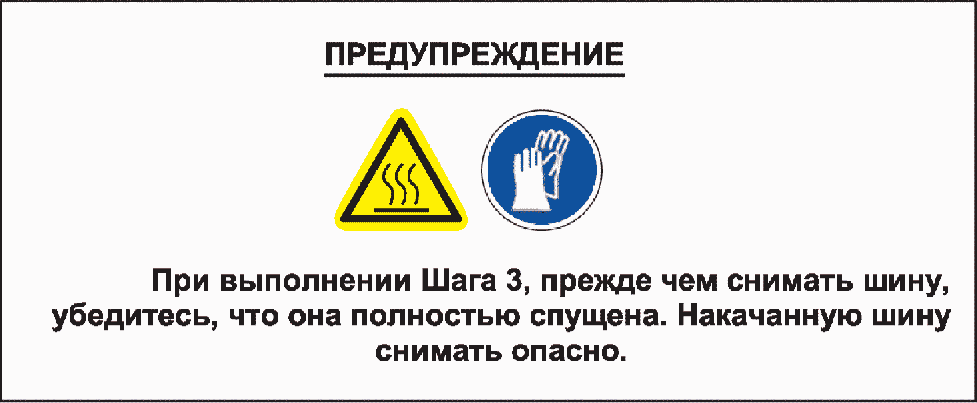 ПРЕДУПРЕЖДЕНИЕ
При выполнении Шага 3, прежде чем снимать шину,
убедитесь, что она полностью спущена. Накачанную шину
снимать опасно.